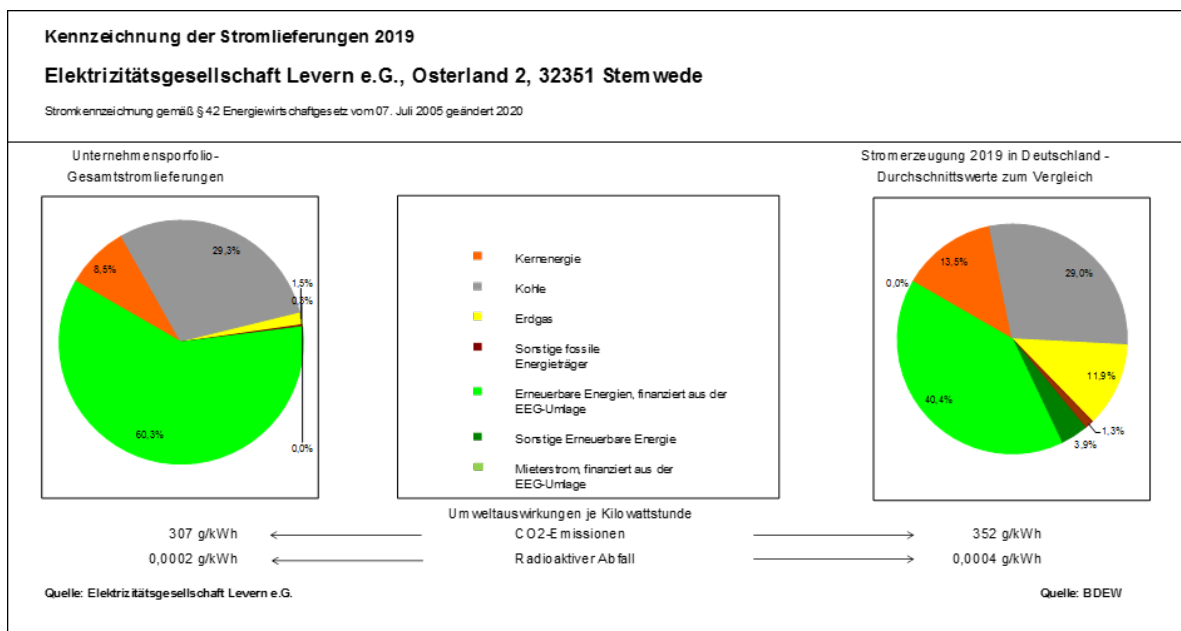 Kennzeichnung der Stromlieferungen 2019
Elektrizitätsgesellschaft Levern e.G., Osterland 2, 32351 Stemwede
Stromkennzeichnung gemäß § 42 Energiewirtschaftgesetz vom 07. Juli 2005 geändert 2020
Unternehmensporfolio-
Gesamtstromlieferungen
8,5%
29,3%
1,5%
0,3%
60,3%
0,0%
Kernenergie
Kohle
Erdgas
Sonstige fossile
Energieträger
Erneuerbare Energien, finanziert aus der
EEG-Umlage
Sonstige Erneuerbare Energie
Mieterstrom, finanziert aus der
EEG-Umlage
Stromerzeugung 2019 in Deutschland -
Durchschnittswerte zum Vergleich
13,5%
29,0%
0,0%
11,9%
40,4%
1,3%
3,9%
Umweltauswirkungen je Kilowattstunde
307 g/kWh CO2-Emissionen 352 g/kWh
0,0002 g/kWh Radioaktiver Abfall 0,0004 g/kWh
Quelle: Elektrizitätsgesellschaft Levern e.G. Quelle: BDEW